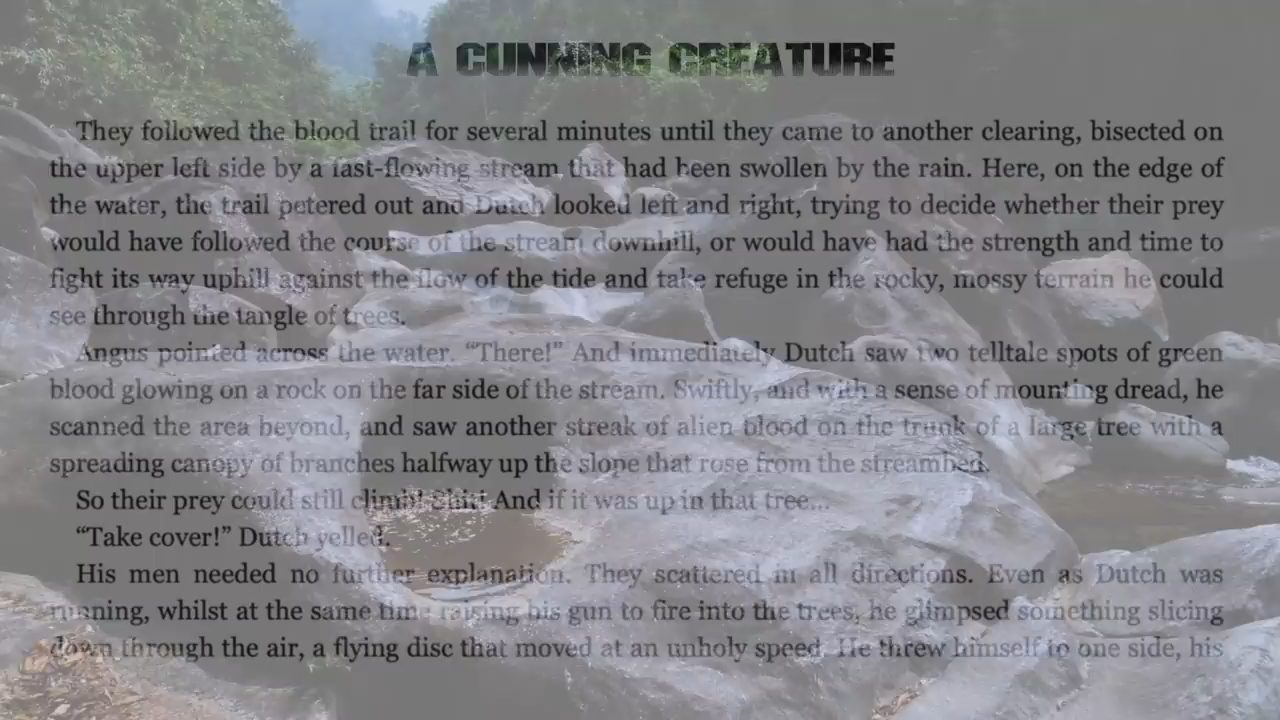 A CUNNING CREATURE
They followed the blood trail for several minutes until they came to another clearing, bisected on
the upper left side by a fast-flowing stream that had been swollen by the rain. Here, on the edge of
the water, the trail petered out and Dutch looked left and right, trying to decide whether their prey
would have followed the course of the stream downhill, or would have had the strength and time to
fight its way uphill against the flow of the tide and take refuge in the rocky, mossy terrain he could
see through the tangle of trees.
Angus pointed across the water. “There!” And immediately Dutch saw two telltale spots of green
blood glowing on a rock on the far side of the stream. Swiftly, and with a sense of mounting dread, he
scanned the area beyond, and saw another streak of alien blood on the trunk of a large tree with a
spreading canopy of branches halfway up the slope that rose from the streambed.
So their prey could still climb! Shit! And if it was up in that tree...
“Take cover!” Dutch yelled.
His men needed no further explanation. They scattered in all directions. Even as Dutch was
running, whilst at the same time raising his gun to fire into the trees, he glimpsed something slicing
down through the air, a flying disc that moved at an unholy speed. He threw himself to one side, his